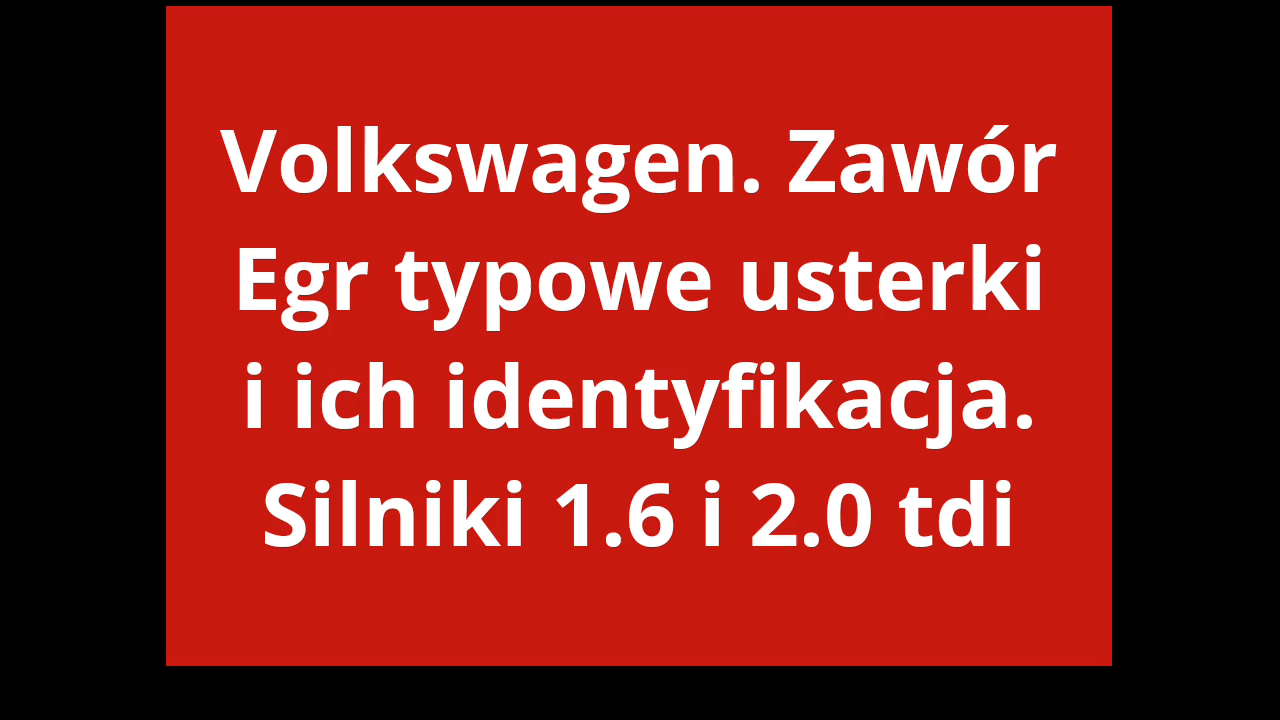 Volkswagen. Zawór
Egr typowe usterki
i ich identyfikacja.
Silniki 1.6 i 2.0 tdi